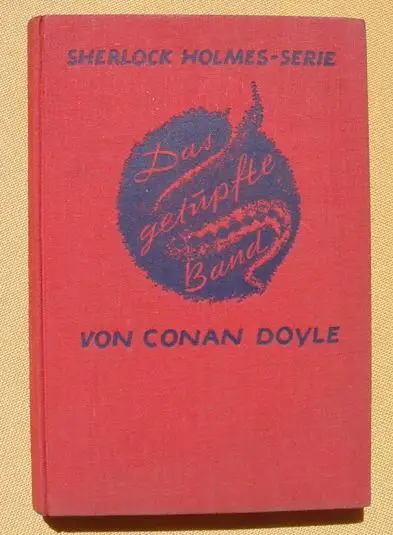 SHERLOCK HOLMES-SERIE
Das
getüpfte
Band
VON CONAN DOYLE